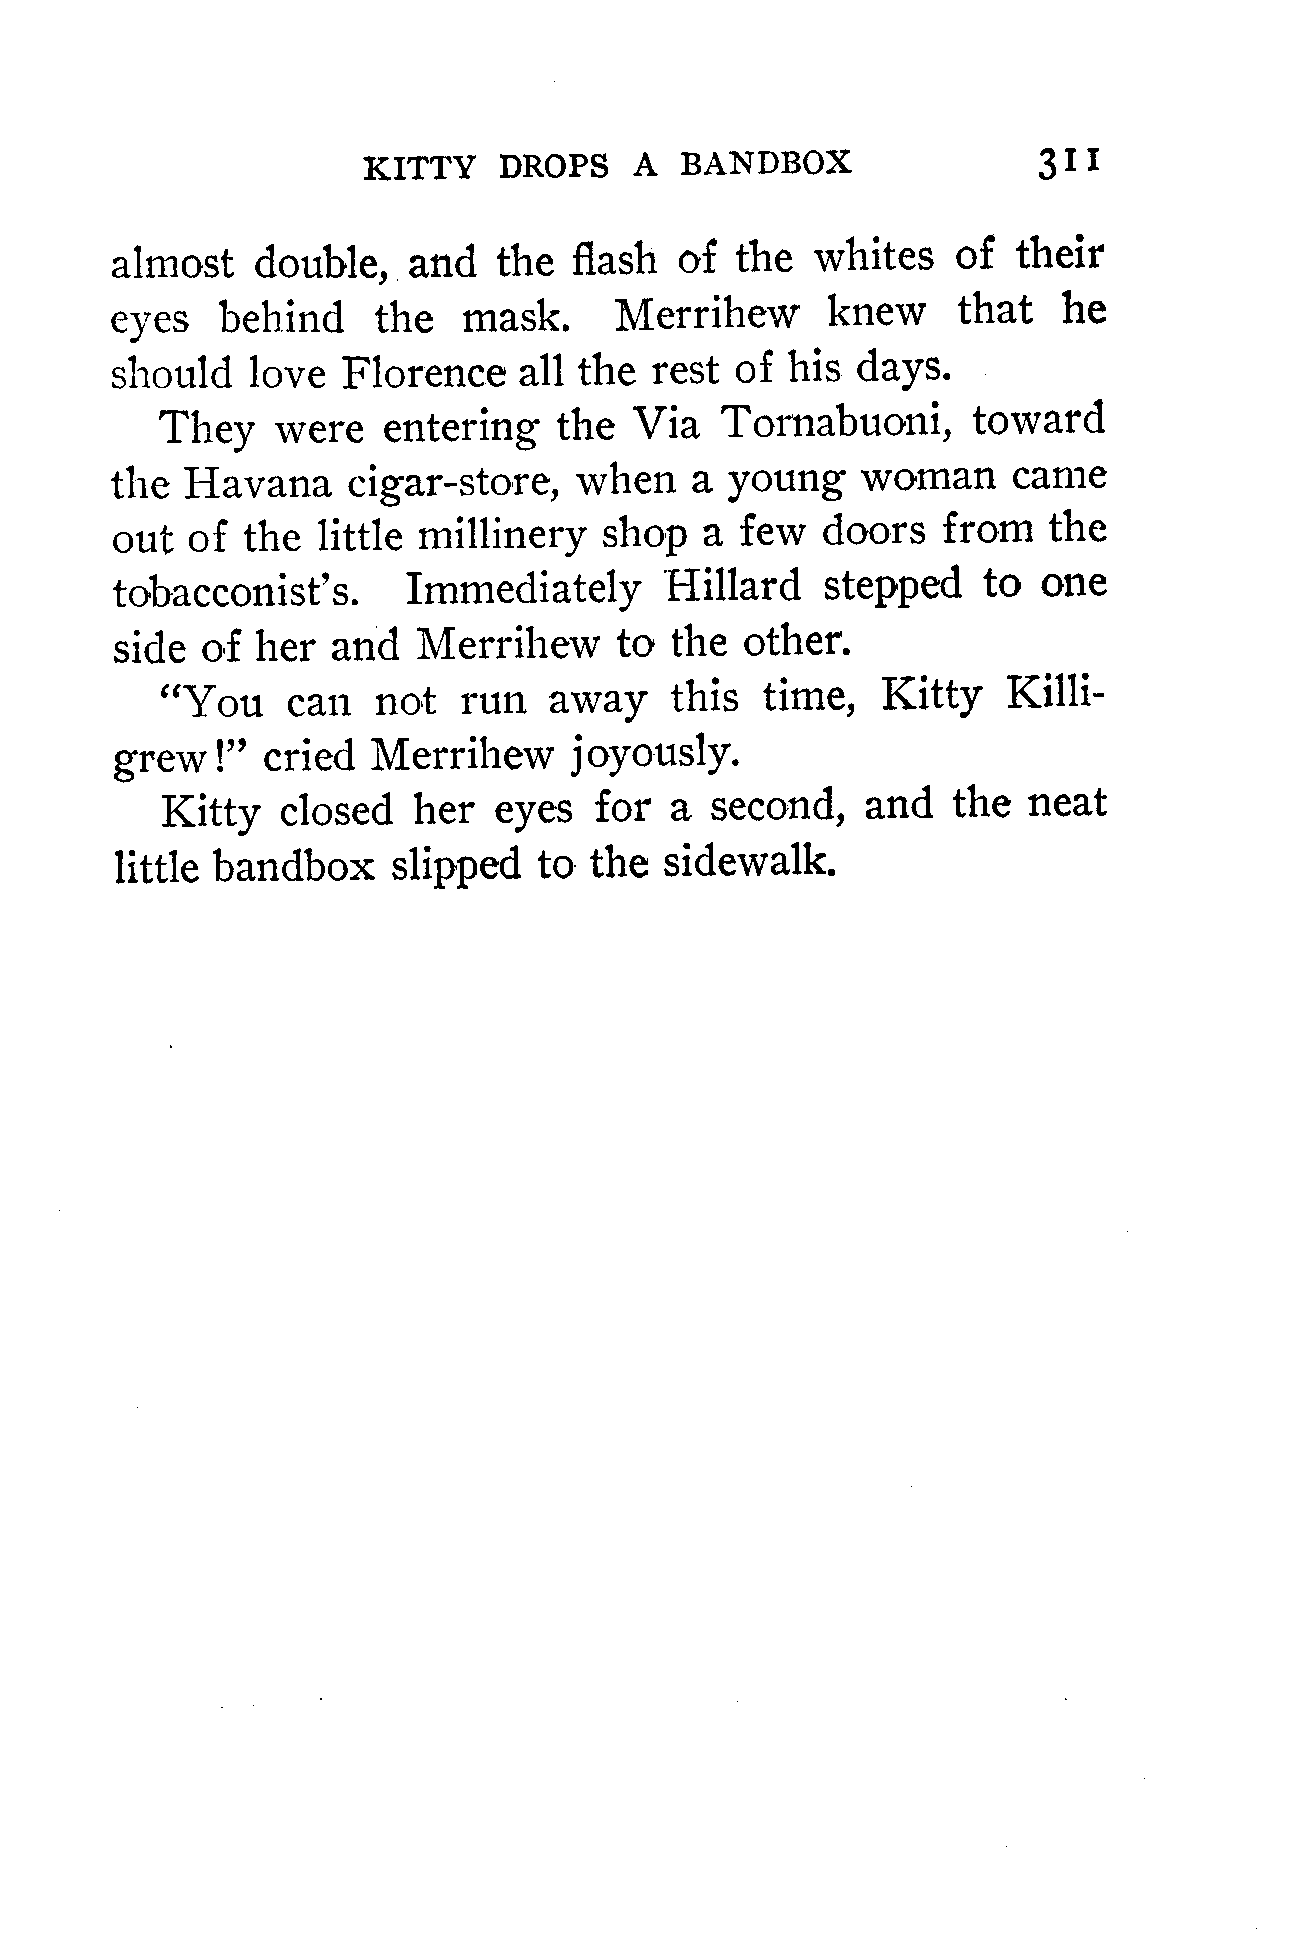 KITTY DROPS A BANDBOX 311
almost double, and the flash of the whites of their
eyes behind the mask. Merrihew knew that he
should love Florence all the rest of his days.
They were entering the Via Tornabuoni, toward
the Havana cigar-store, when a young woman came
out of the little millinery shop a few doors from the
tobacconist's. Immediately Hillard stepped to one
side of her and Merrihew to the other.
"You can not run away this time, Kitty Killi-
grew!" cried Merrihew joyously.
Kitty closed her eyes for a second, and the neat
little bandbox slipped to the sidewalk.